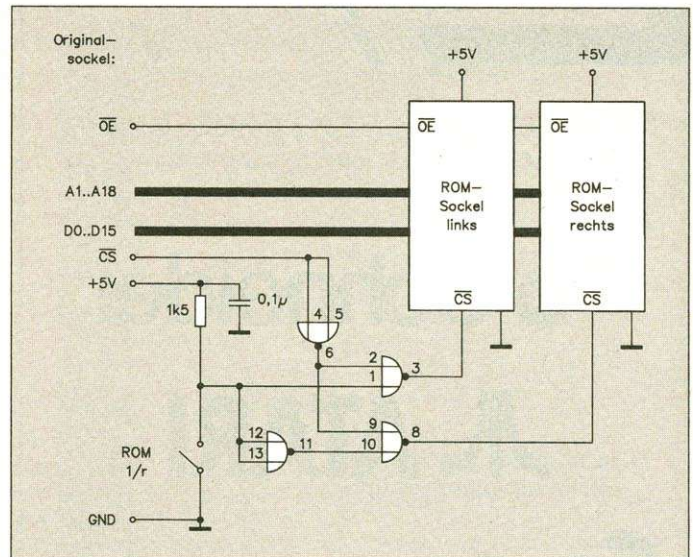 Original–
sockel:
+5V
+5V
OE
OE
OE
A1..A18
ROM–
Sockel
links
ROM–
Sockel
rechts
D0..D15
CS
+5V
1k5
0,1µ
4 5
6
CS
CS
2
1
3
12
13
11
9
10
8
ROM
1/r
GND